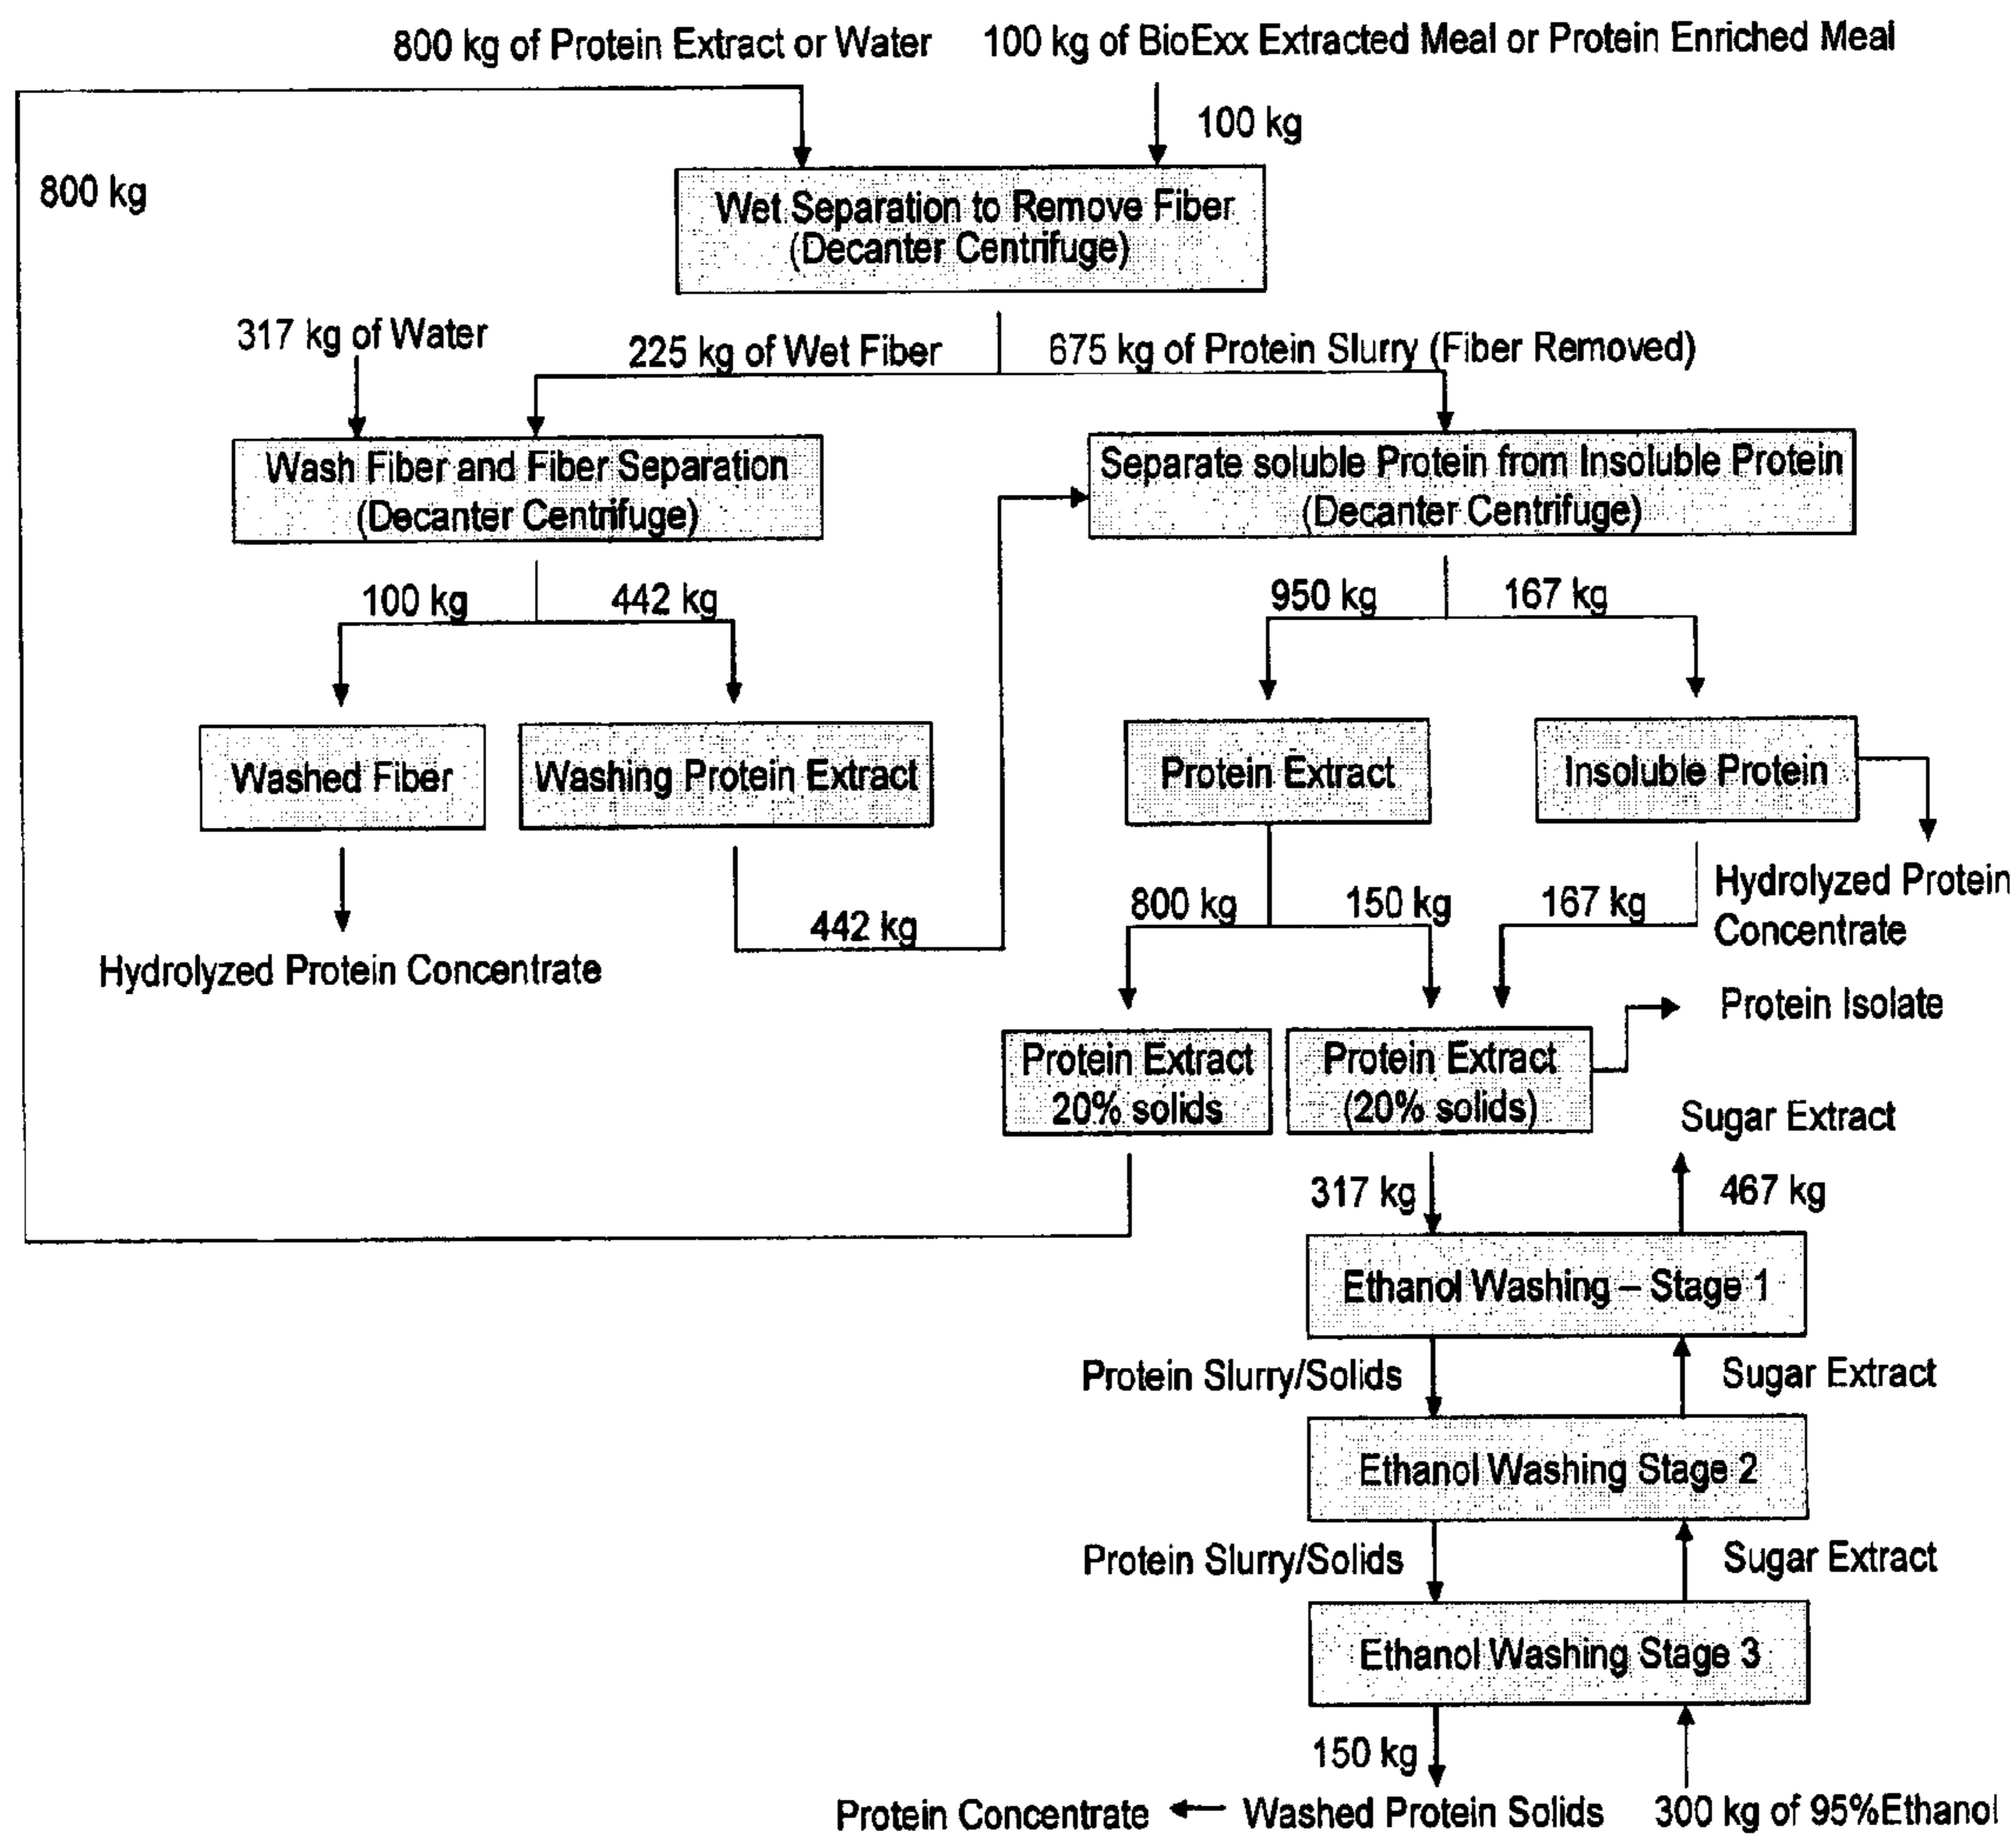 800 kg of Protein Extract or Water
100 kg of BioExx Extracted Meal or Protein Enriched Meal
100 kg
800 kg
Wet Separation to Remove Fiber
(Decanter Centrifuge)
317 kg of Water
225 kg of Wet Fiber
675 kg of Protein Slurry (Fiber Removed)
Wash Fiber and Fiber Separation
(Decanter Centrifuge)
Separate soluble Protein from Insoluble Protein
(Decanter Centrifuge)
100 kg
442 kg
950 kg
167 kg
Washed Fiber
Washing Protein Extract
Protein Extract
Insoluble Protein
Hydrolyzed Protein Concentrate
442 kg
800 kg
150 kg
167 kg
Hydrolyzed Protein
Concentrate
Protein Extract
20% solids
Protein Extract
(20% solids)
Protein Isolate
Sugar Extract
317 kg
467 kg
Ethanol Washing – Stage 1
Protein Slurry/Solids
Sugar Extract
Ethanol Washing Stage 2
Protein Slurry/Solids
Sugar Extract
Ethanol Washing Stage 3
150 kg
Protein Concentrate
Washed Protein Solids
300 kg of 95%Ethanol